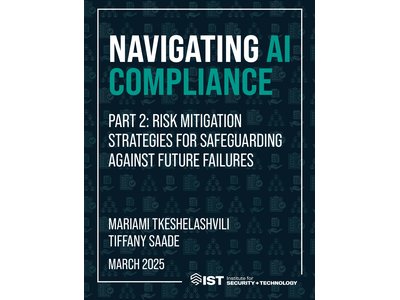 NAVIGATING AI
COMPLIANCE
PART 2: RISK MITIGATION
STRATEGIES FOR SAFEGUARDING
AGAINST FUTURE FAILURES
MARIAMI TKESHELASHVILI
TIFFANY SAADE
MARCH 2025
IST
Institute for
SECURITY + TECHNOLOGY